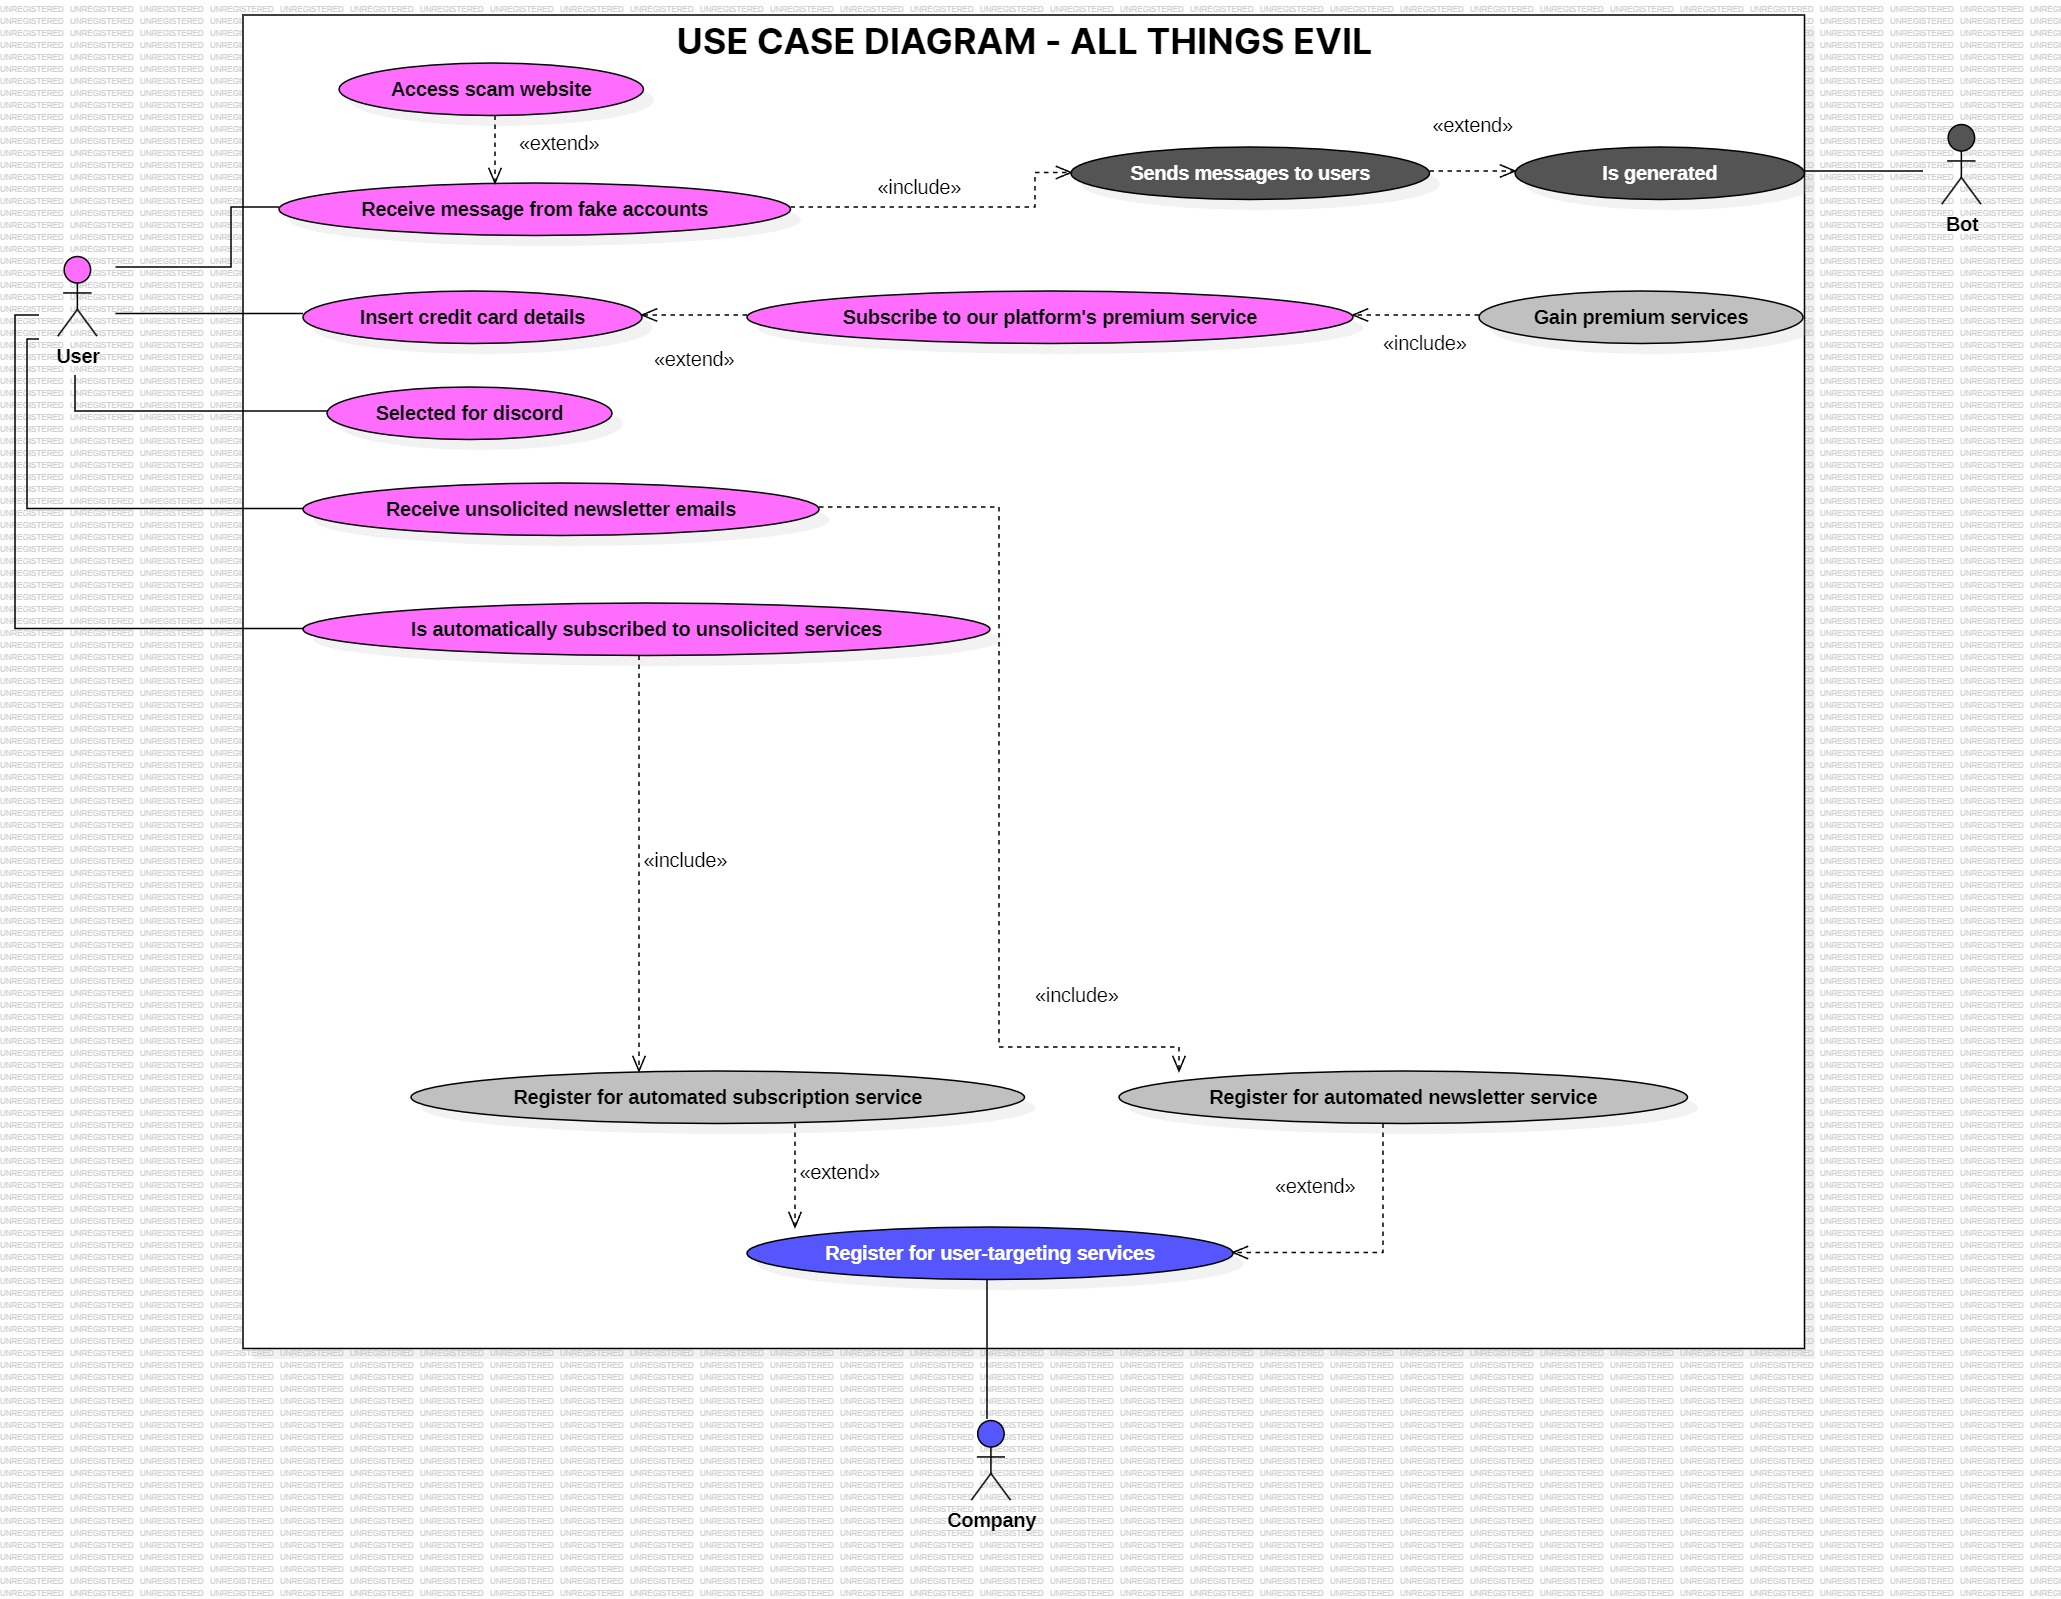 USE CASE DIAGRAM - ALL THINGS EVIL
Access scam website
«extend»
«extend»
Sends messages to users
Is generated
«include»
Receive message from fake accounts
Bot
Insert credit card details
Subscribe to our platform's premium service
Gain premium services
«include»
User
«extend»
Selected for discord
Receive unsolicited newsletter emails
Is automatically subscribed to unsolicited services
«include»
«include»
Register for automated subscription service
Register for automated newsletter service
«extend»
«extend»
Register for user-targeting services
Company
UNREGISTERED